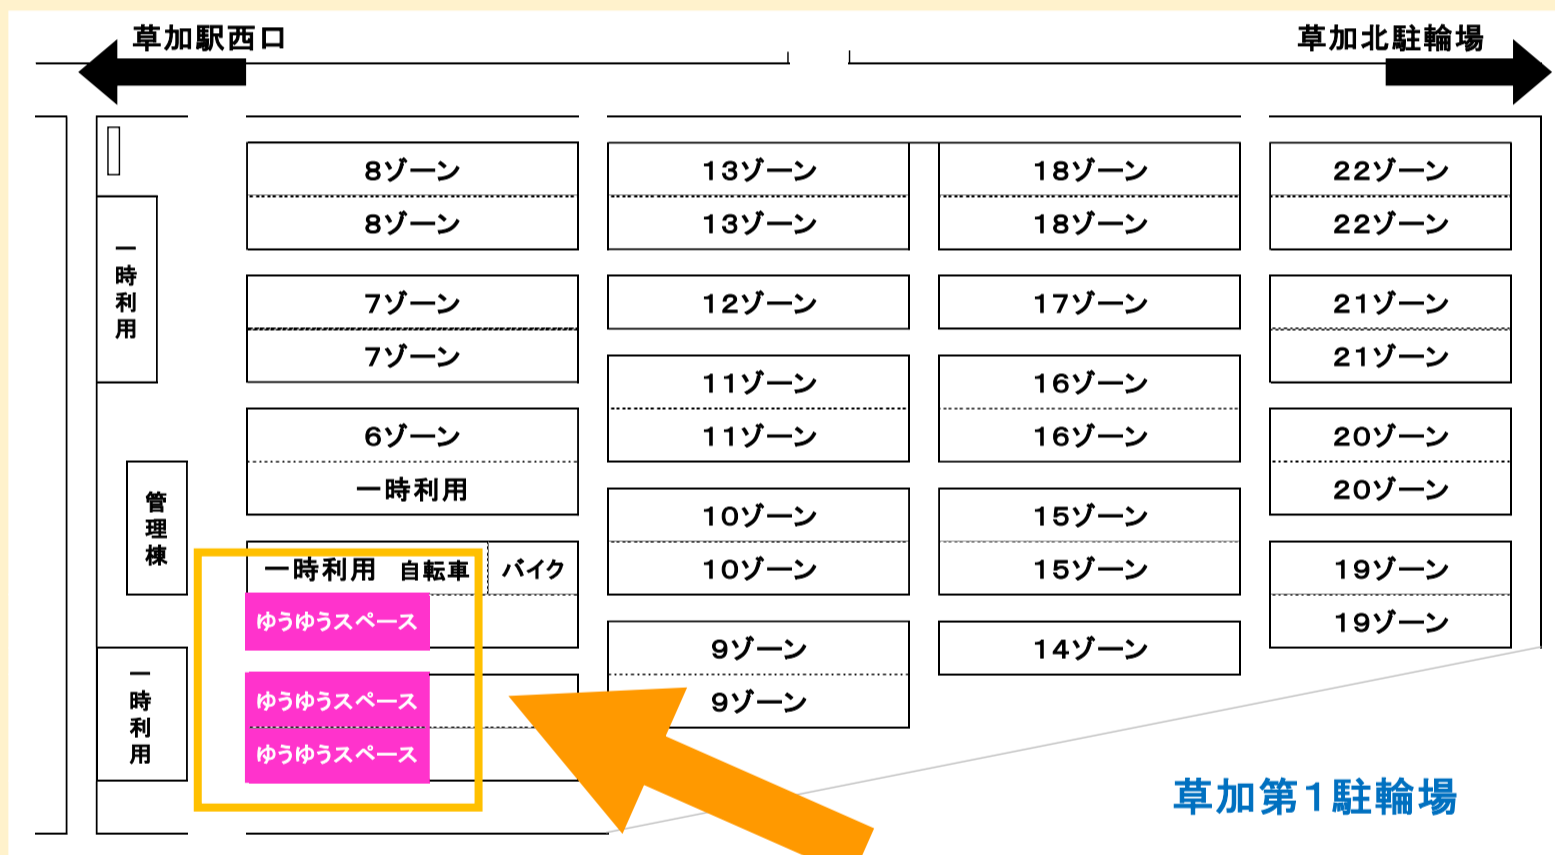 草加駅西口
草加北駐輪場
一時利用
管理棟
一時利用
8ゾーン
8ゾーン
7ゾーン
7ゾーン
6ゾーン
一時利用
一時利用 自転車 バイク
ゆうゆうスペース
ゆうゆうスペース
ゆうゆうスペース
13ゾーン
13ゾーン
12ゾーン
11ゾーン
11ゾーン
10ゾーン
10ゾーン
9ゾーン
9ゾーン
18ゾーン
18ゾーン
17ゾーン
16ゾーン
16ゾーン
15ゾーン
15ゾーン
14ゾーン
22ゾーン
22ゾーン
21ゾーン
21ゾーン
20ゾーン
20ゾーン
19ゾーン
19ゾーン
草加第1駐輪場